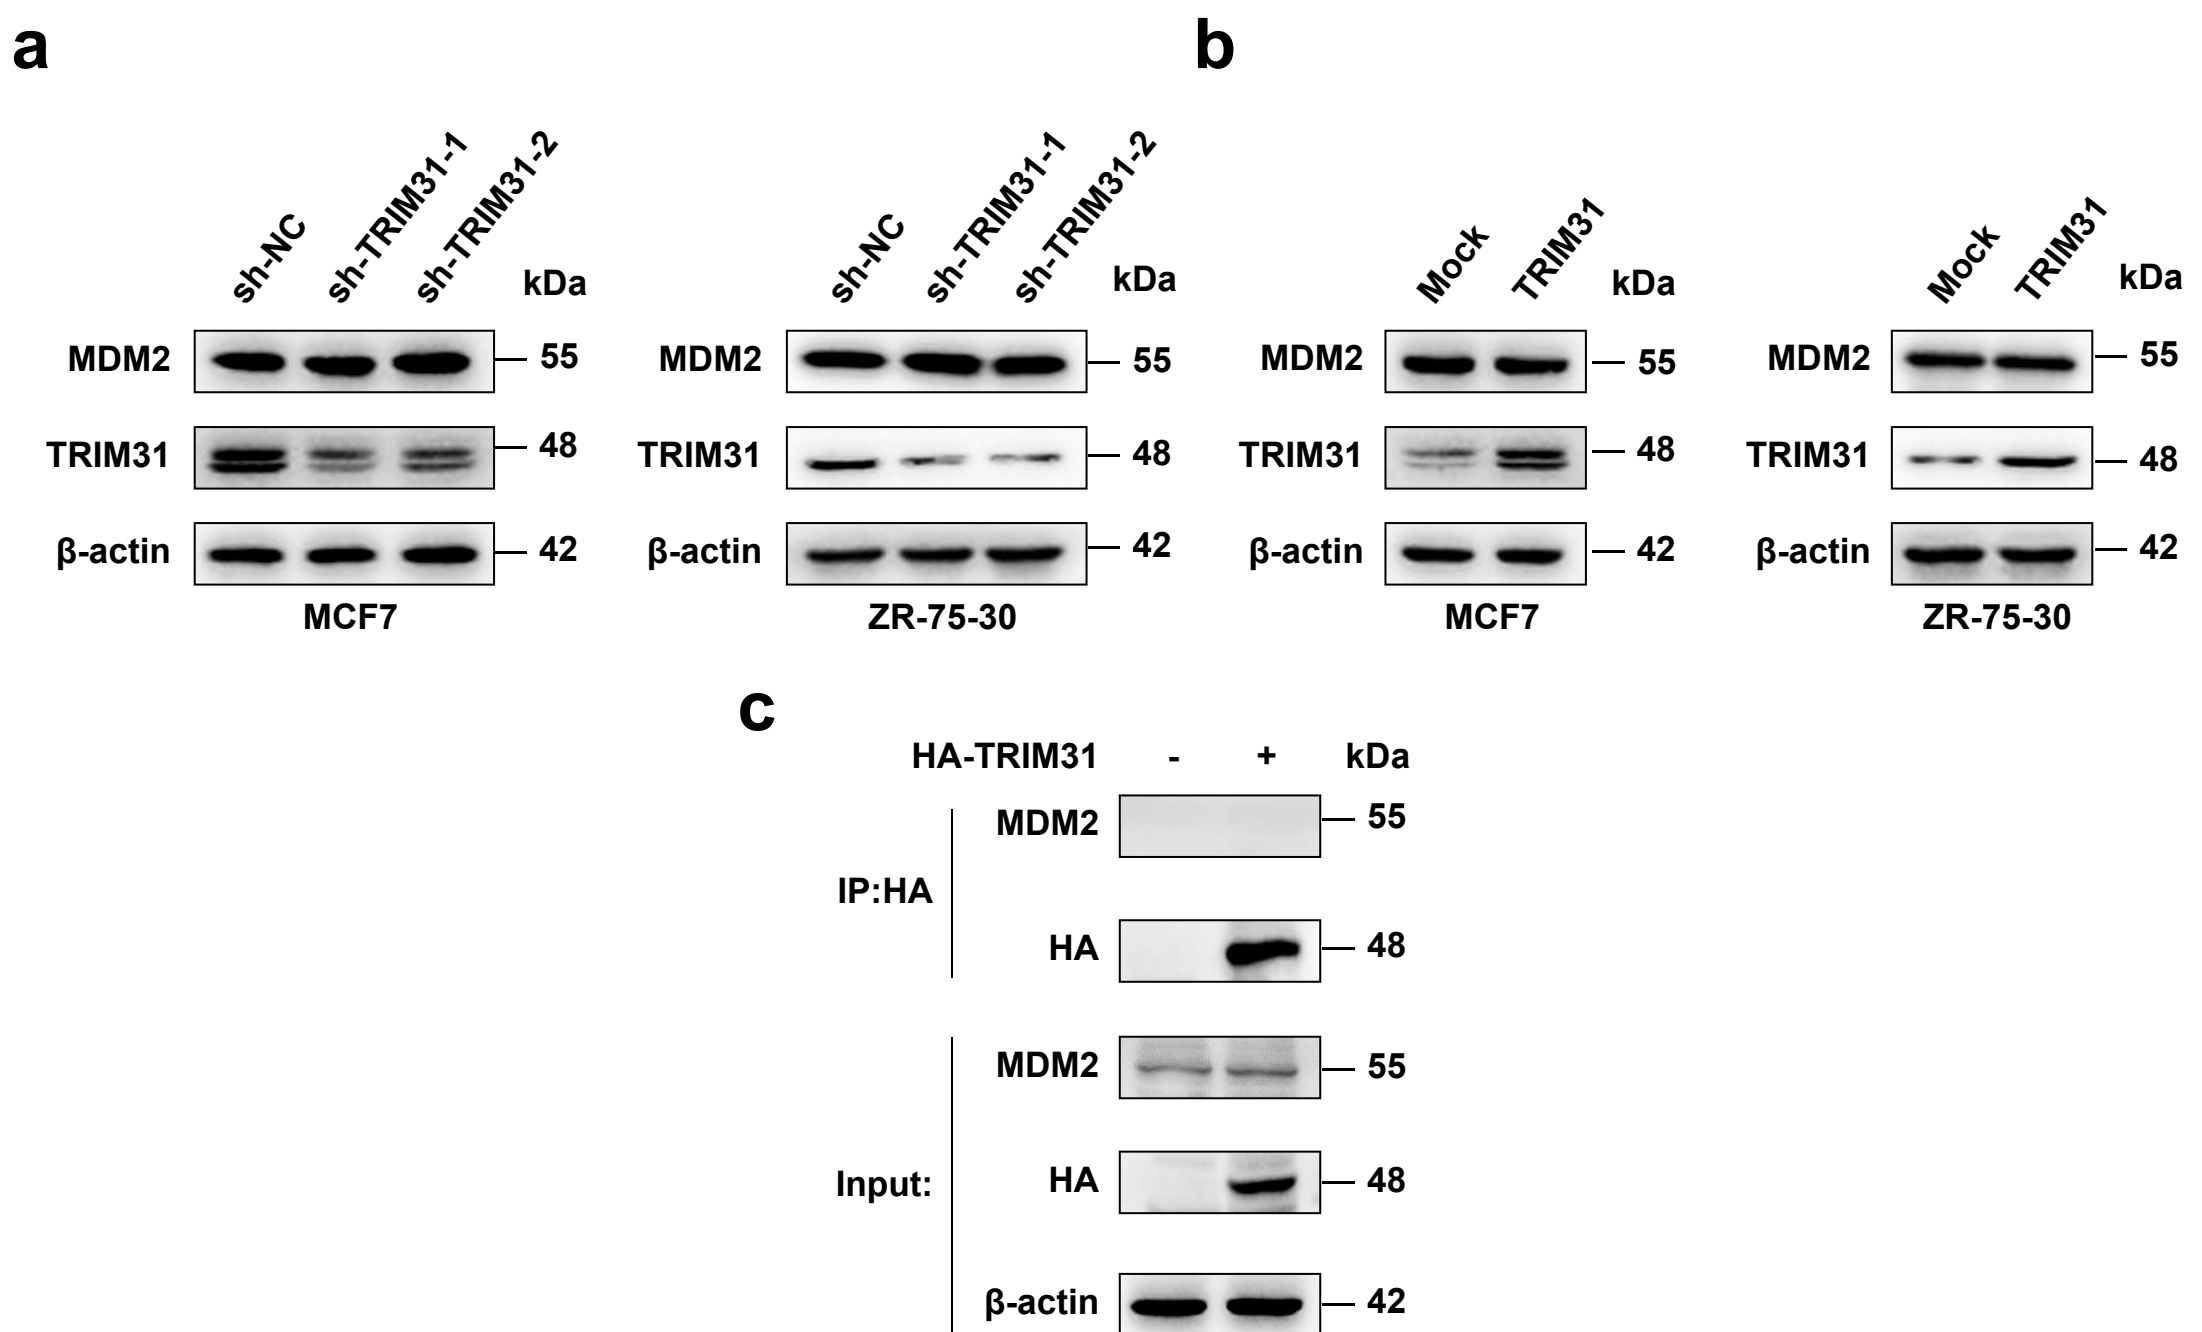 a
b
sh-NC sh-TRIM31-1 sh-TRIM31-2 kDa
MDM2 55
TRIM31 48
β-actin 42
MCF7
sh-NC sh-TRIM31-1 sh-TRIM31-2 kDa
MDM2 55
TRIM31 48
β-actin 42
ZR-75-30
Mock TRIM31 kDa
MDM2 55
TRIM31 48
β-actin 42
MCF7
Mock TRIM31 kDa
MDM2 55
TRIM31 48
β-actin 42
ZR-75-30
c
HA-TRIM31 - + kDa
IP:HA
MDM2 55
HA 48
Input:
MDM2 55
HA 48
β-actin 42